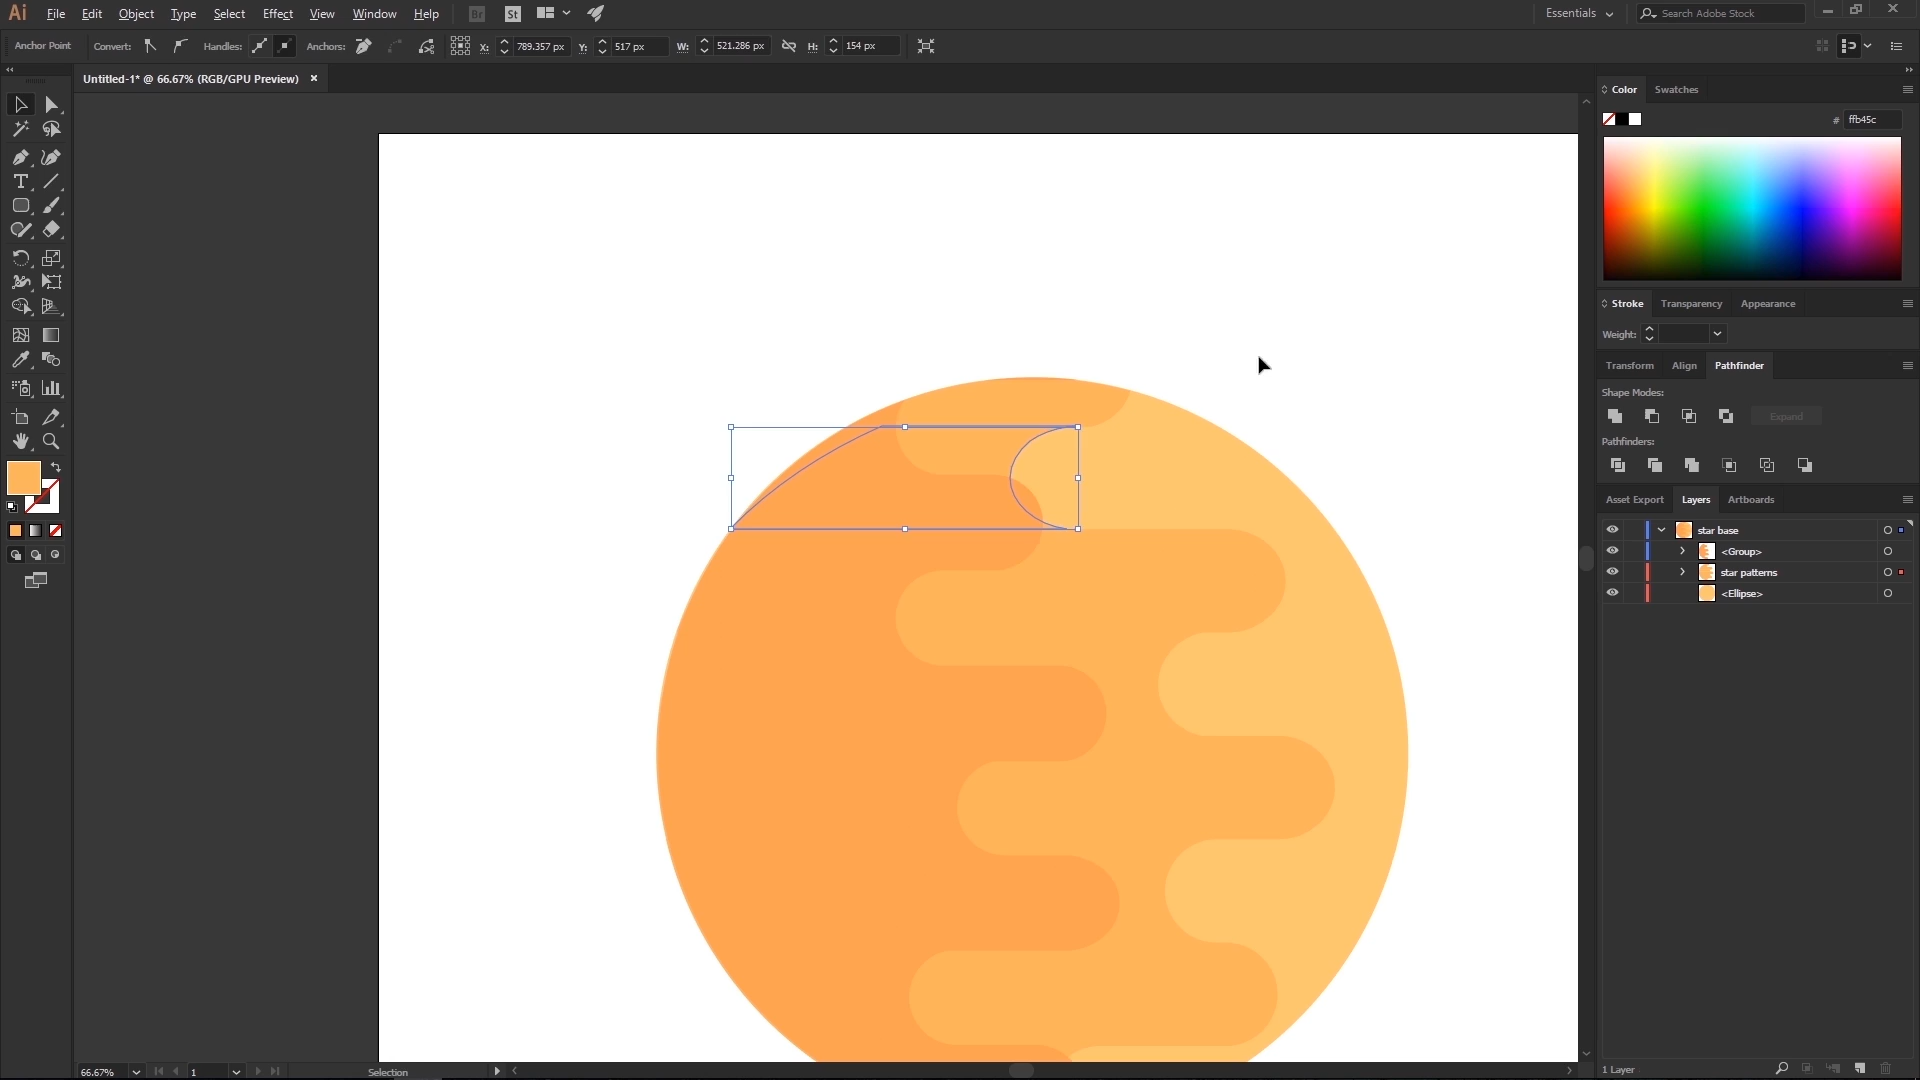 Ai File Edit Object Type Select Effect View Window Help Br St Essentials Search Adobe Stock
Anchor Point Convert: Handles: Anchors: X: 789.357 px Y: 517 px W: 521.286 px H: 154 px
Untitled-1* @ 66.67% (RGB/GPU Preview) ×
Color Swatches
# ffb45c
Stroke Transparency Appearance
Weight:
Transform Align Pathfinder
Shape Modes:
Expand
Pathfinders:
Asset Export Layers Artboards
star base
<Group>
star patterns
<Ellipse>
66.67% 1 Selection 1 Layer